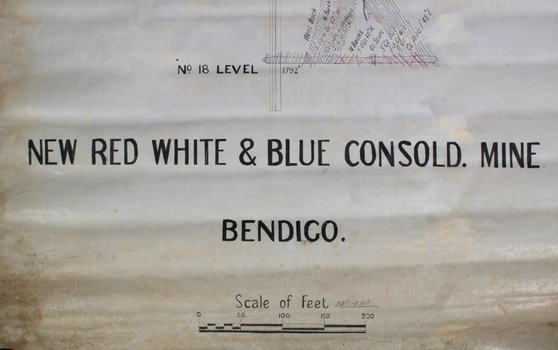 No 18 LEVEL 1792'
NEW RED WHITE & BLUE CONSOLD. MINE
BENDIGO.
Scale of Feet
0 50 100 150 200